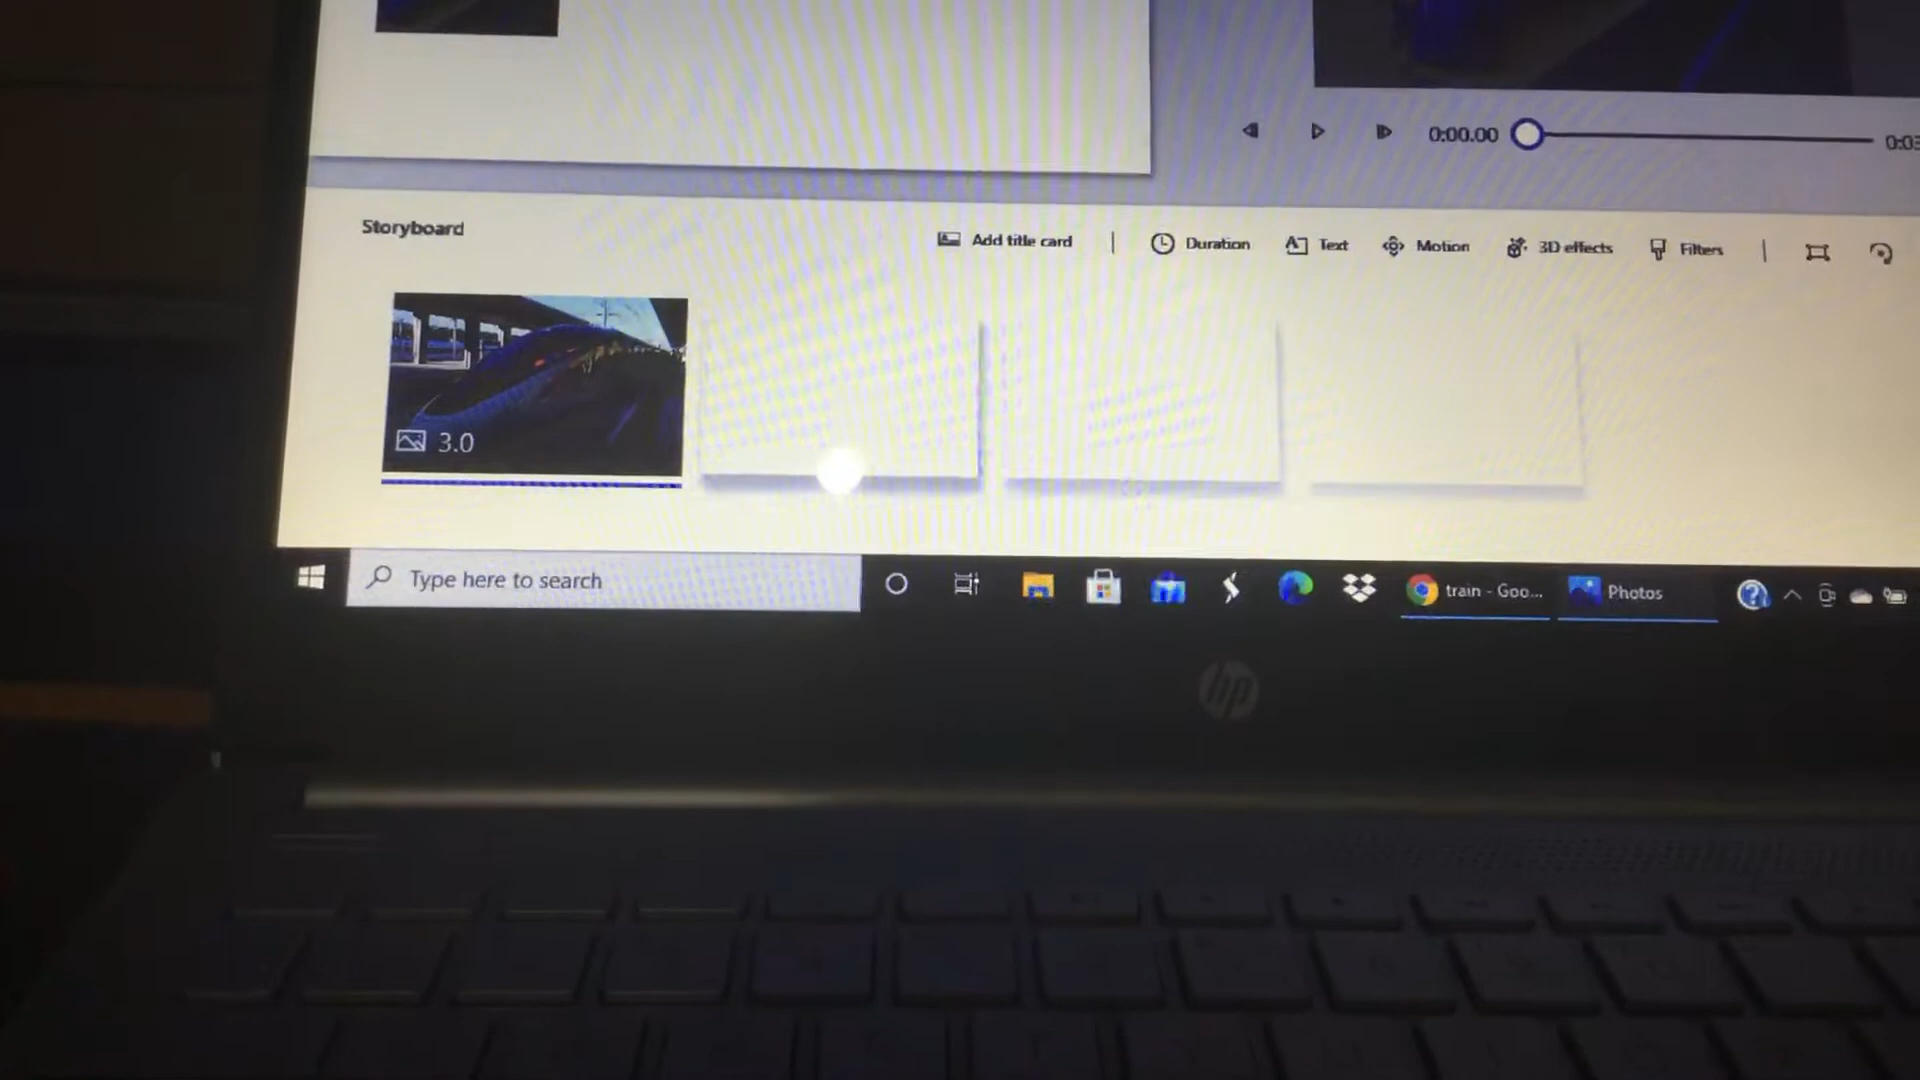 0:00.00
0:03
Storyboard
Add title card
Duration
Text
Motion
3D effects
Filters
3.0
Type here to search
train - Goo...
Photos
hp